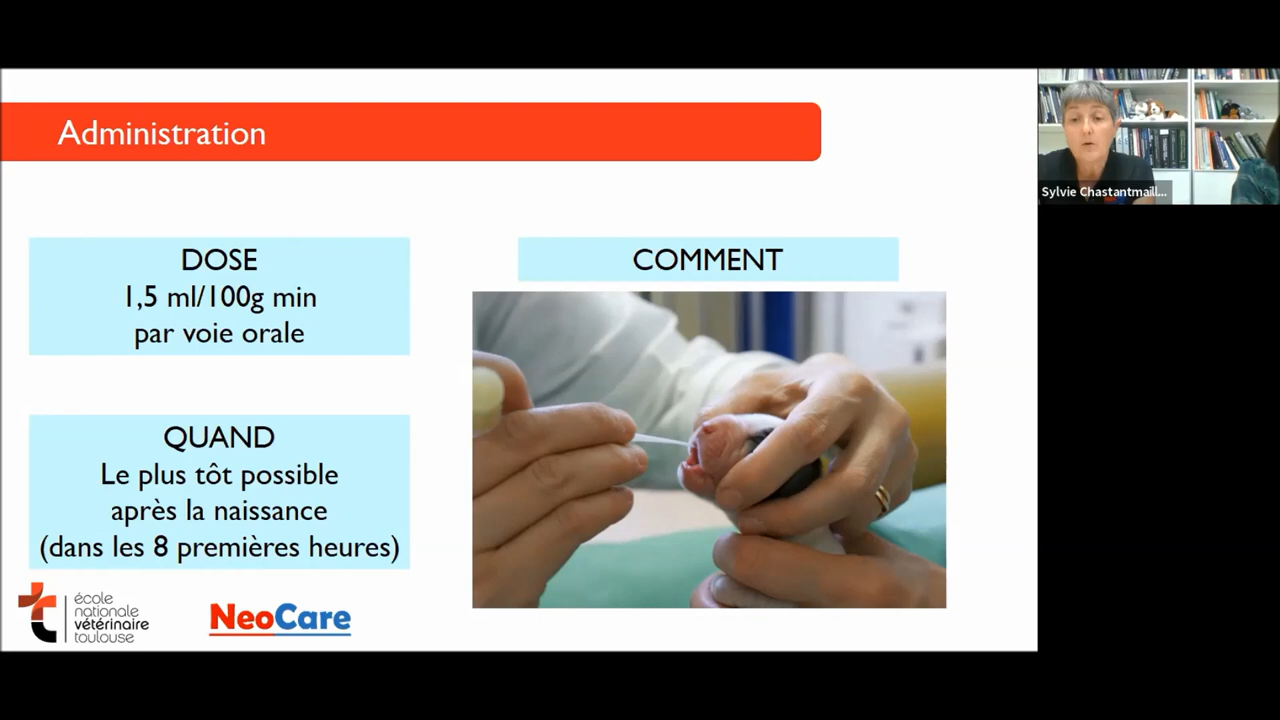 Administration
DOSE
1,5 ml/100g min
par voie orale
COMMENT
QUAND
Le plus tôt possible
après la naissance
(dans les 8 premières heures)
école
nationale
vétérinaire
toulouse
NeoCare
Sylvie Chastantmaill...